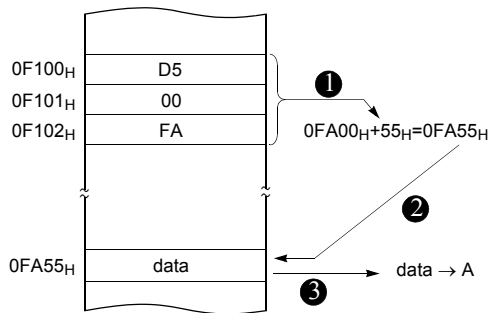 0F100H D5
0F101H 00
0F102H FA
❶
0FA00H+55H=0FA55H
❷
0FA55H data
❸
data → A